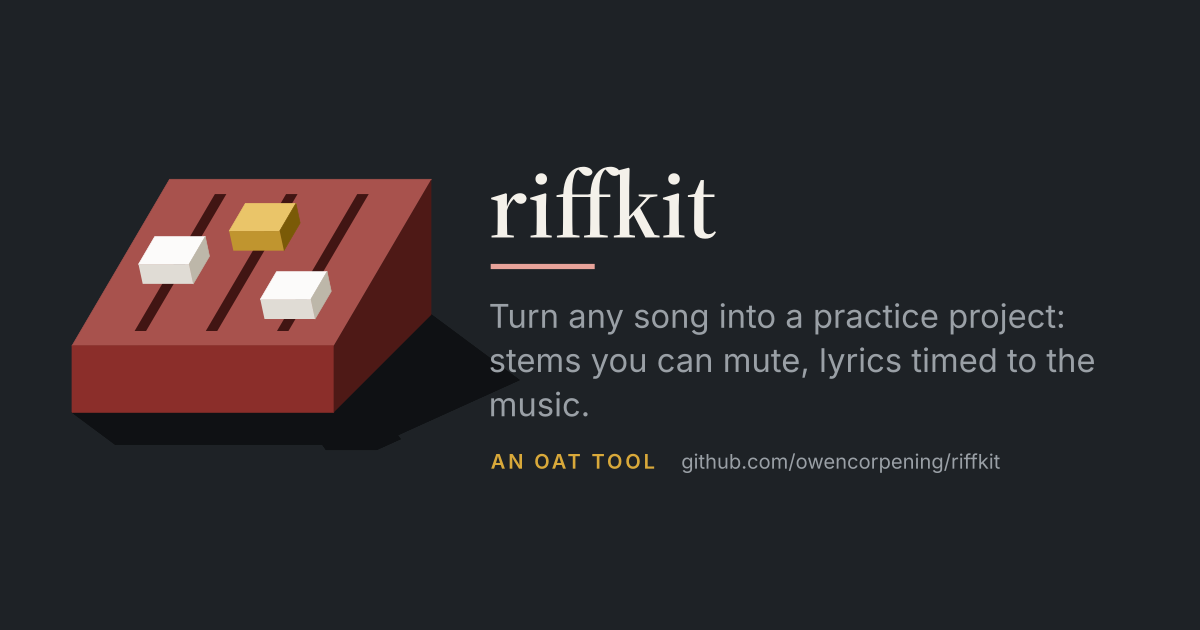 riffkit
Turn any song into a practice project:
stems you can mute, lyrics timed to the
music.
AN OAT TOOL github.com/owencorpening/riffkit